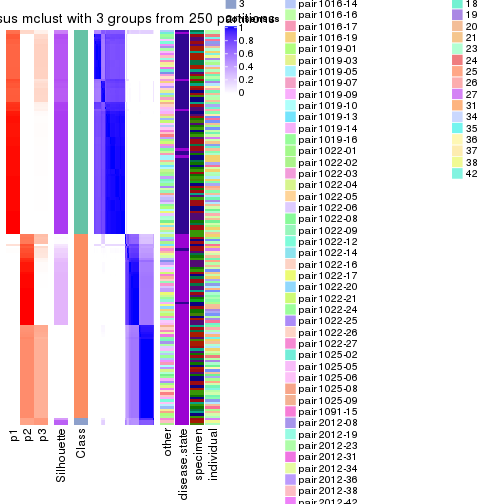 3
sus mclust with 3 groups from 250 partitions
1
0.8
0.6
0.4
0.2
0
p1
p2
p3
Silhouette
Class
other
disease.state
specimen
individual
pair1016-14
pair1016-16
pair1016-17
pair1019-01
pair1019-03
pair1019-05
pair1019-07
pair1019-09
pair1019-10
pair1019-13
pair1019-14
pair1019-16
pair1022-01
pair1022-02
pair1022-03
pair1022-04
pair1022-05
pair1022-06
pair1022-08
pair1022-09
pair1022-12
pair1022-14
pair1022-16
pair1022-17
pair1022-20
pair1022-21
pair1022-24
pair1022-25
pair1022-26
pair1022-27
pair1025-02
pair1025-05
pair1025-06
pair1025-08
pair1025-09
pair1091-15
pair2012-08
pair2012-19
pair2012-23
pair2012-31
pair2012-34
pair2012-36
pair2012-38
pair2012-42
18
19
20
21
23
24
25
26
27
31
34
35
36
37
38
42